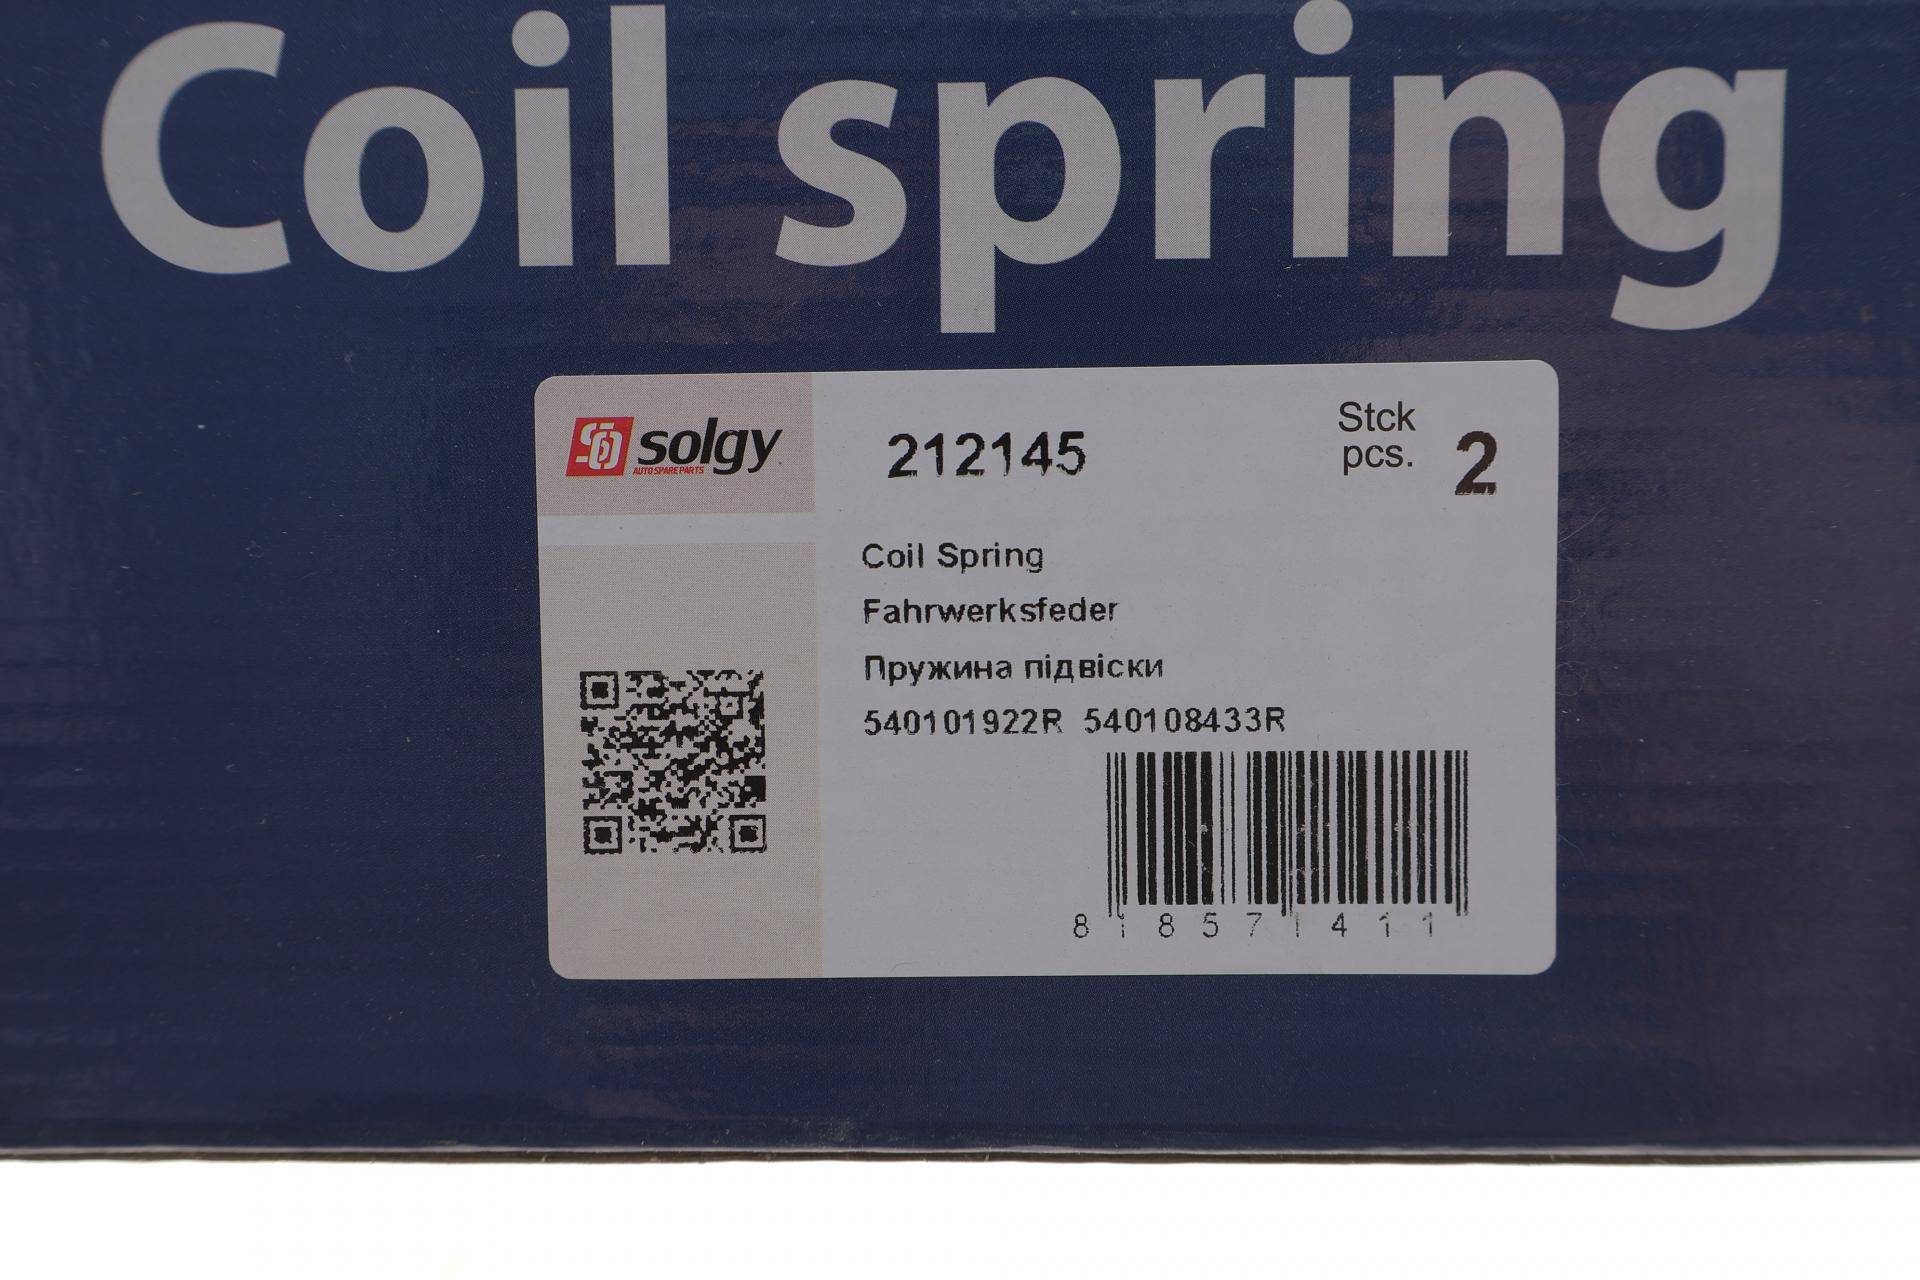 Coil spring
solgy
AUTO SPARE PARTS
212145
Stck
pcs.
2
Coil Spring
Fahrwerksfeder
Пружина підвіски
540101922R 540108433R
8 1 8 5 7 1 4 1 1